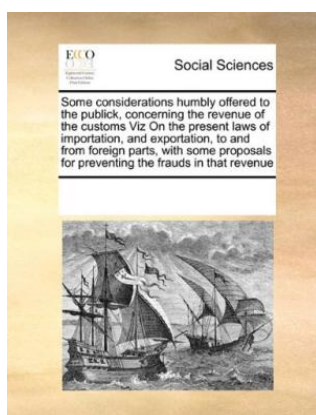 ECCO
Social Sciences
Some considerations humbly offered to
the publick, concerning the revenue of
the customs Viz On the present laws of
importation, and exportation, to and
from foreign parts, with some proposals
for preventing the frauds in that revenue